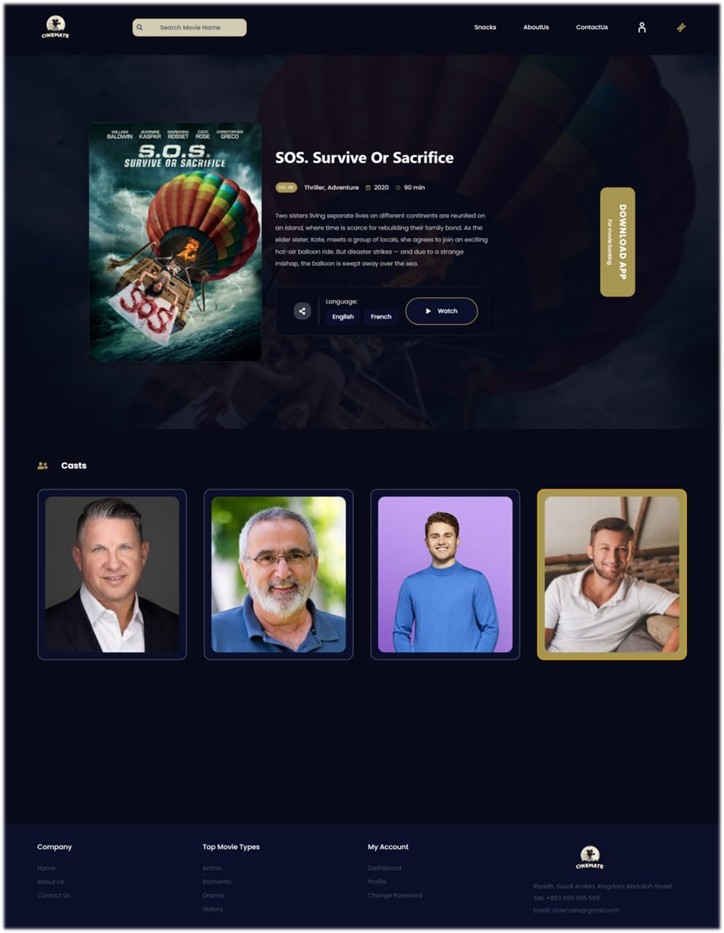 CINEMATE
Search Movie Name
Snacks
AboutUs
ContactUs
WILLIAM BALDWIN
JEANNINE KASPAR
MARIANNA ROSSET
ZACH ROSE
CHRISTOPHER GRECO
S.O.S.
SURVIVE OR SACRIFICE
SOS
SOS. Survive Or Sacrifice
HD 4K
Thriller, Adventure
2020
90 min
Two sisters living separate lives on different continents are reunited on
an island, where time is scarce for rebuilding their family bond. As the
elder sister, Kate, meets a group of locals, she agrees to join an exciting
hot-air balloon ride. But disaster strikes — and due to a strange
mishap, the balloon is swept away over the sea.
Language:
English
French
Watch
DOWNLOAD APP
For movie booking
Casts
Company
Home
About Us
Contact Us
Top Movie Types
Action
Romantic
Drama
History
My Account
Dashboard
Profile
Change Password
CINEMATE
Riyadh, Saudi Arabia, Kingdom Abdullah Street
Tell: +963 955 555 555
Email: cinemate@gmail.com